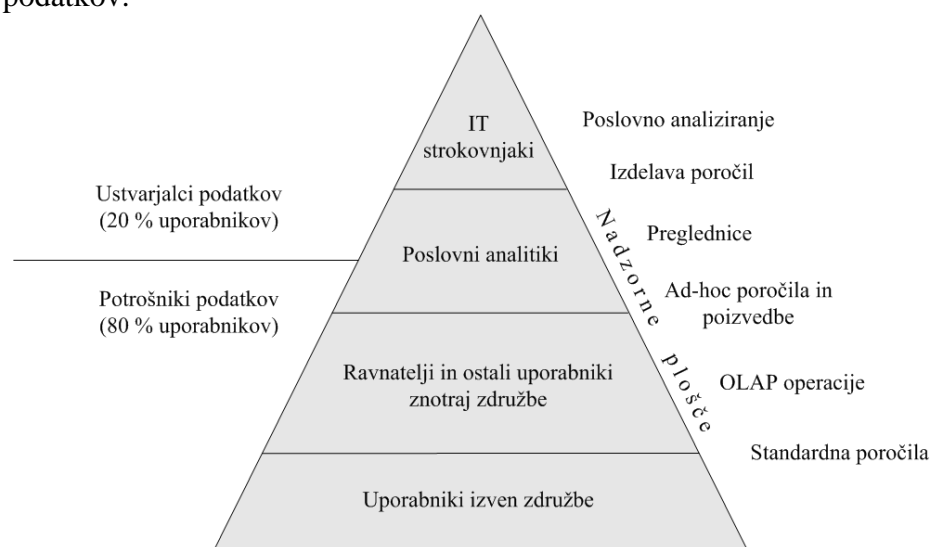 podatkov.
IT
strokovnjaki
Poslovno analiziranje
Izdelava poročil
Ustvarjalci podatkov
(20 % uporabnikov)
Poslovni analitiki
Nadzorne plošče
Preglednice
Potrošniki podatkov
(80 % uporabnikov)
Ad-hoc poročila in
poizvedbe
Ravnatelji in ostali uporabniki
znotraj združbe
OLAP operacije
Standardna poročila
Uporabniki izven združbe